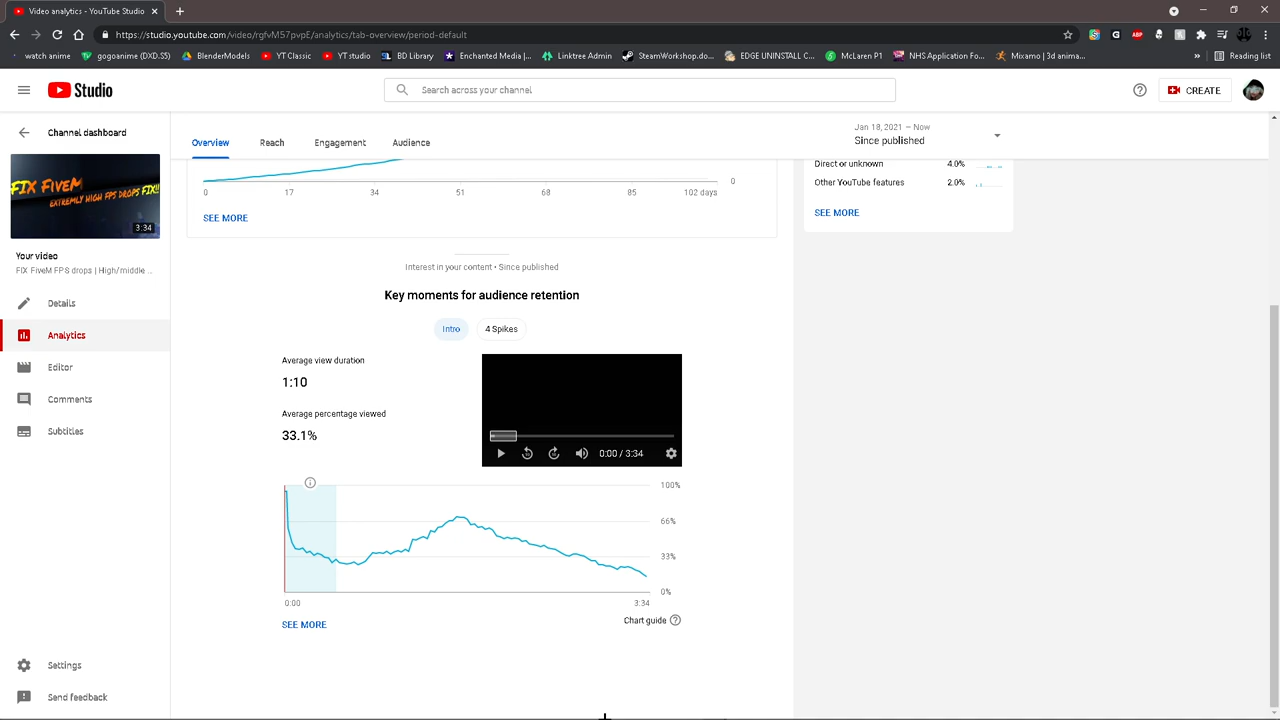 Video analytics - YouTube Studio
https://studio.youtube.com/video/rgfvM57pvpE/analytics/tab-overview/period-default
watch anime
gogoanime (DXD.SS)
BlenderModels
YT Classic
YT studio
BD Library
Enchanted Media |...
Linktree Admin
SteamWorkshop.do...
EDGE UNINSTALL C...
McLaren P1
NHS Application Fo...
Mixamo | 3d anima...
»
Reading list
Studio
Search across your channel
CREATE
Channel dashboard
Overview
Reach
Engagement
Audience
Jan 18, 2021 – Now
Since published
FIX FIVEM
EXTREMLY HIGH FPS DROPS FIX!!
3:34
Your video
FIX FiveM FPS drops | High/middle ...
Details
Analytics
Editor
Comments
Subtitles
Settings
Send feedback
0
0 17 34 51 68 85 102 days
SEE MORE
Direct or unknown 4.0%
Other YouTube features 2.0%
SEE MORE
Interest in your content • Since published
Key moments for audience retention
Intro
4 Spikes
Average view duration
1:10
Average percentage viewed
33.1%
0:00 / 3:34
100%
66%
33%
0%
0:00 3:34
SEE MORE
Chart guide